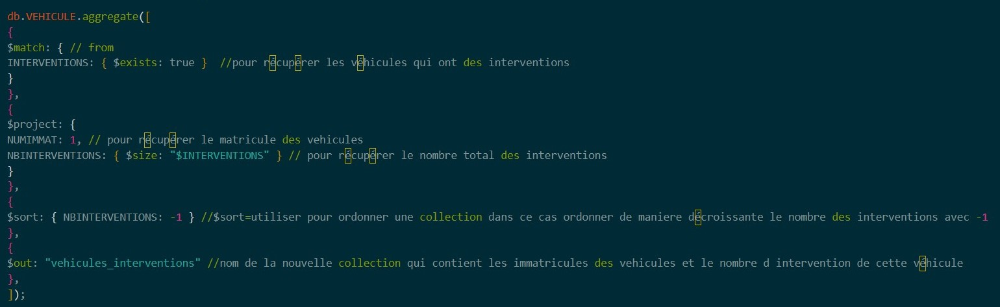 db.VEHICULE.aggregate([
{
$match: { // from
INTERVENTIONS: { $exists: true }  //pour récupérer les véhicules qui ont des interventions
}
},
{
$project: {
NUMIMMAT: 1, // pour récupérer le matricule des vehicules
NBINTERVENTIONS: { $size: "$INTERVENTIONS" } // pour récupérer le nombre total des interventions
}
},
{
$sort: { NBINTERVENTIONS: -1 } //$sort=utiliser pour ordonner une collection dans ce cas ordonner de maniere décroissante le nombre des interventions avec -1
},
{
$out: "vehicules_interventions" //nom de la nouvelle collection qui contient les immatricules des vehicules et le nombre d intervention de cette véhicule
},
]);